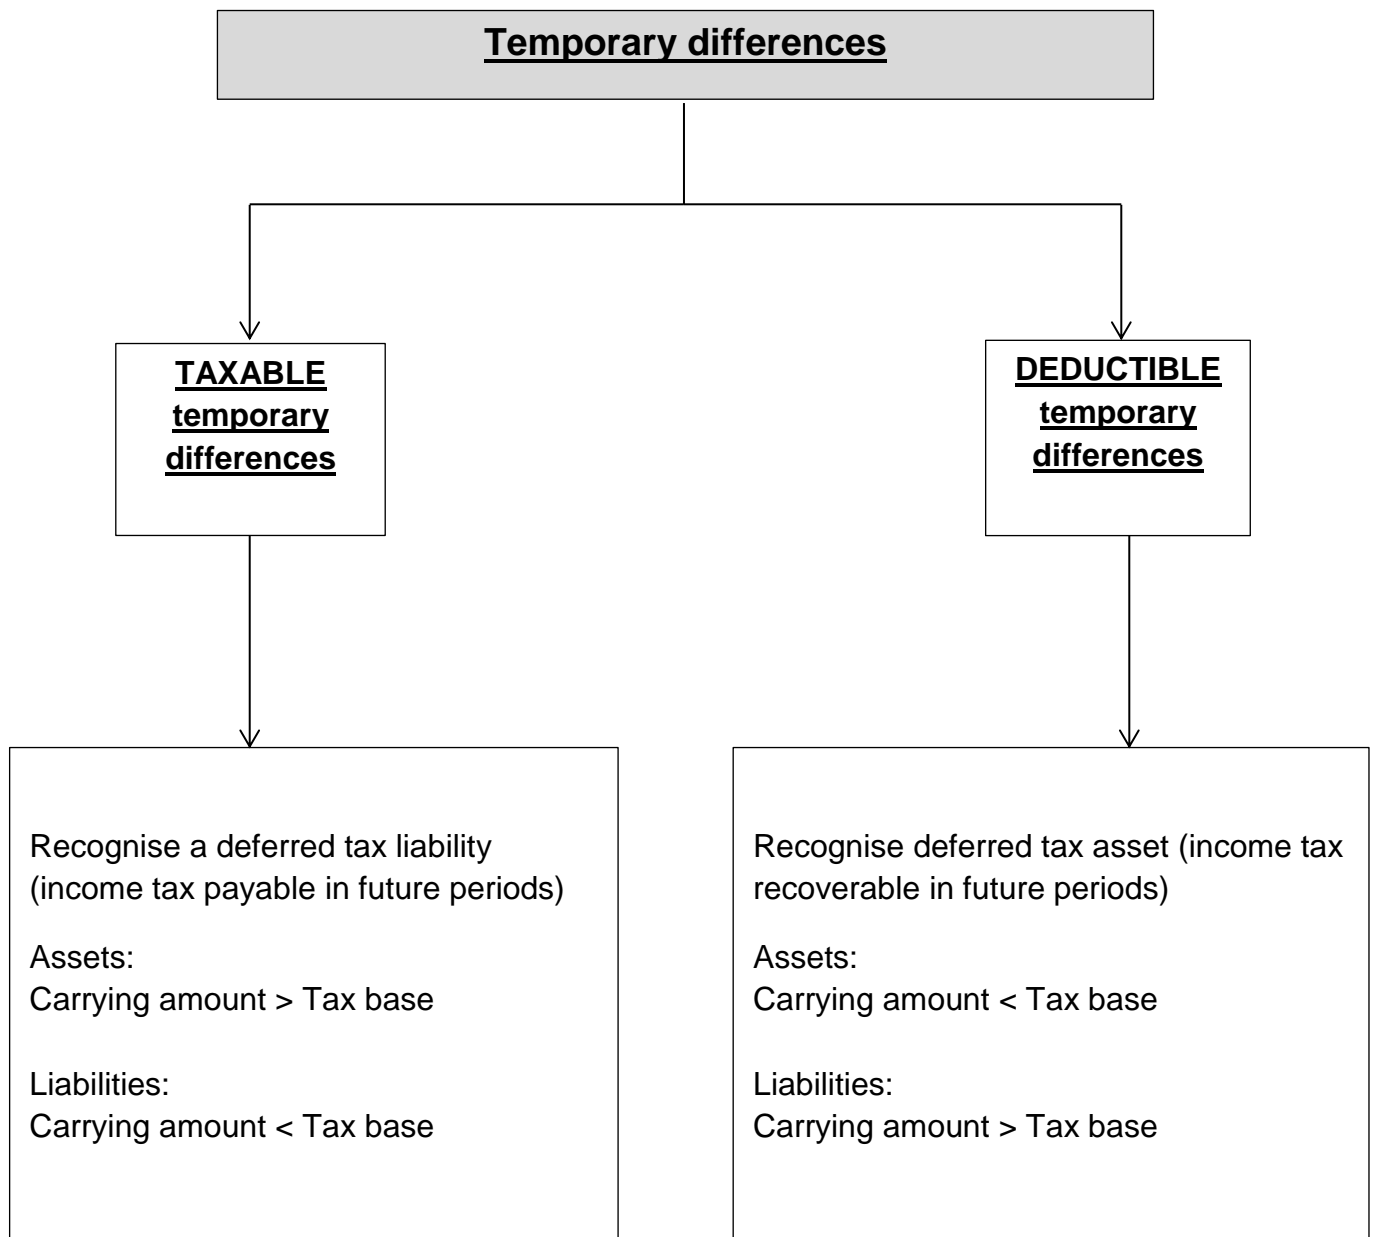 Temporary differences
TAXABLE
temporary
differences
DEDUCTIBLE
temporary
differences
Recognise a deferred tax liability
(income tax payable in future periods)
Assets:
Carrying amount > Tax base
Liabilities:
Carrying amount < Tax base
Recognise deferred tax asset (income tax
recoverable in future periods)
Assets:
Carrying amount < Tax base
Liabilities:
Carrying amount > Tax base